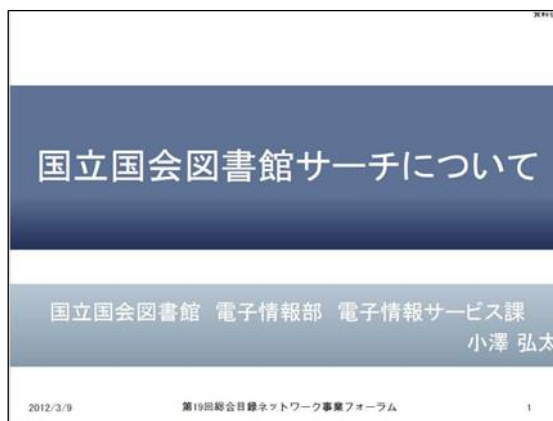 国立国会図書館サーチについて
国立国会図書館 電子情報部 電子情報サービス課
小澤 弘太
2012/3/9 第19回総合目録ネットワーク事業フォーラム 1